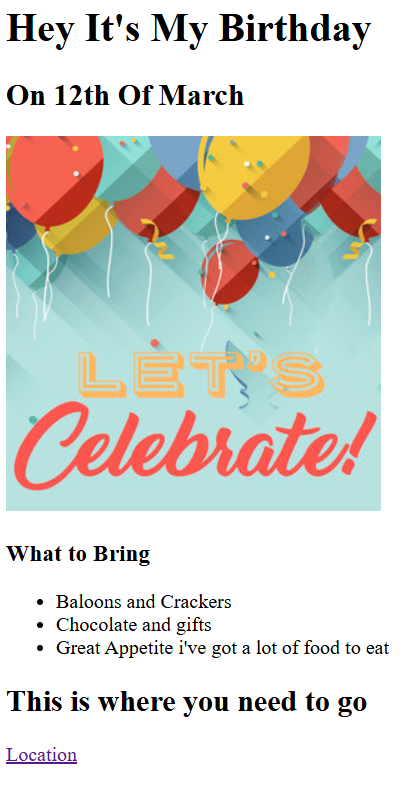 Hey It's My Birthday
On 12th Of March
LET'S
Celebrate!
What to Bring
Baloons and Crackers
Chocolate and gifts
Great Appetite i've got a lot of food to eat
This is where you need to go
Location